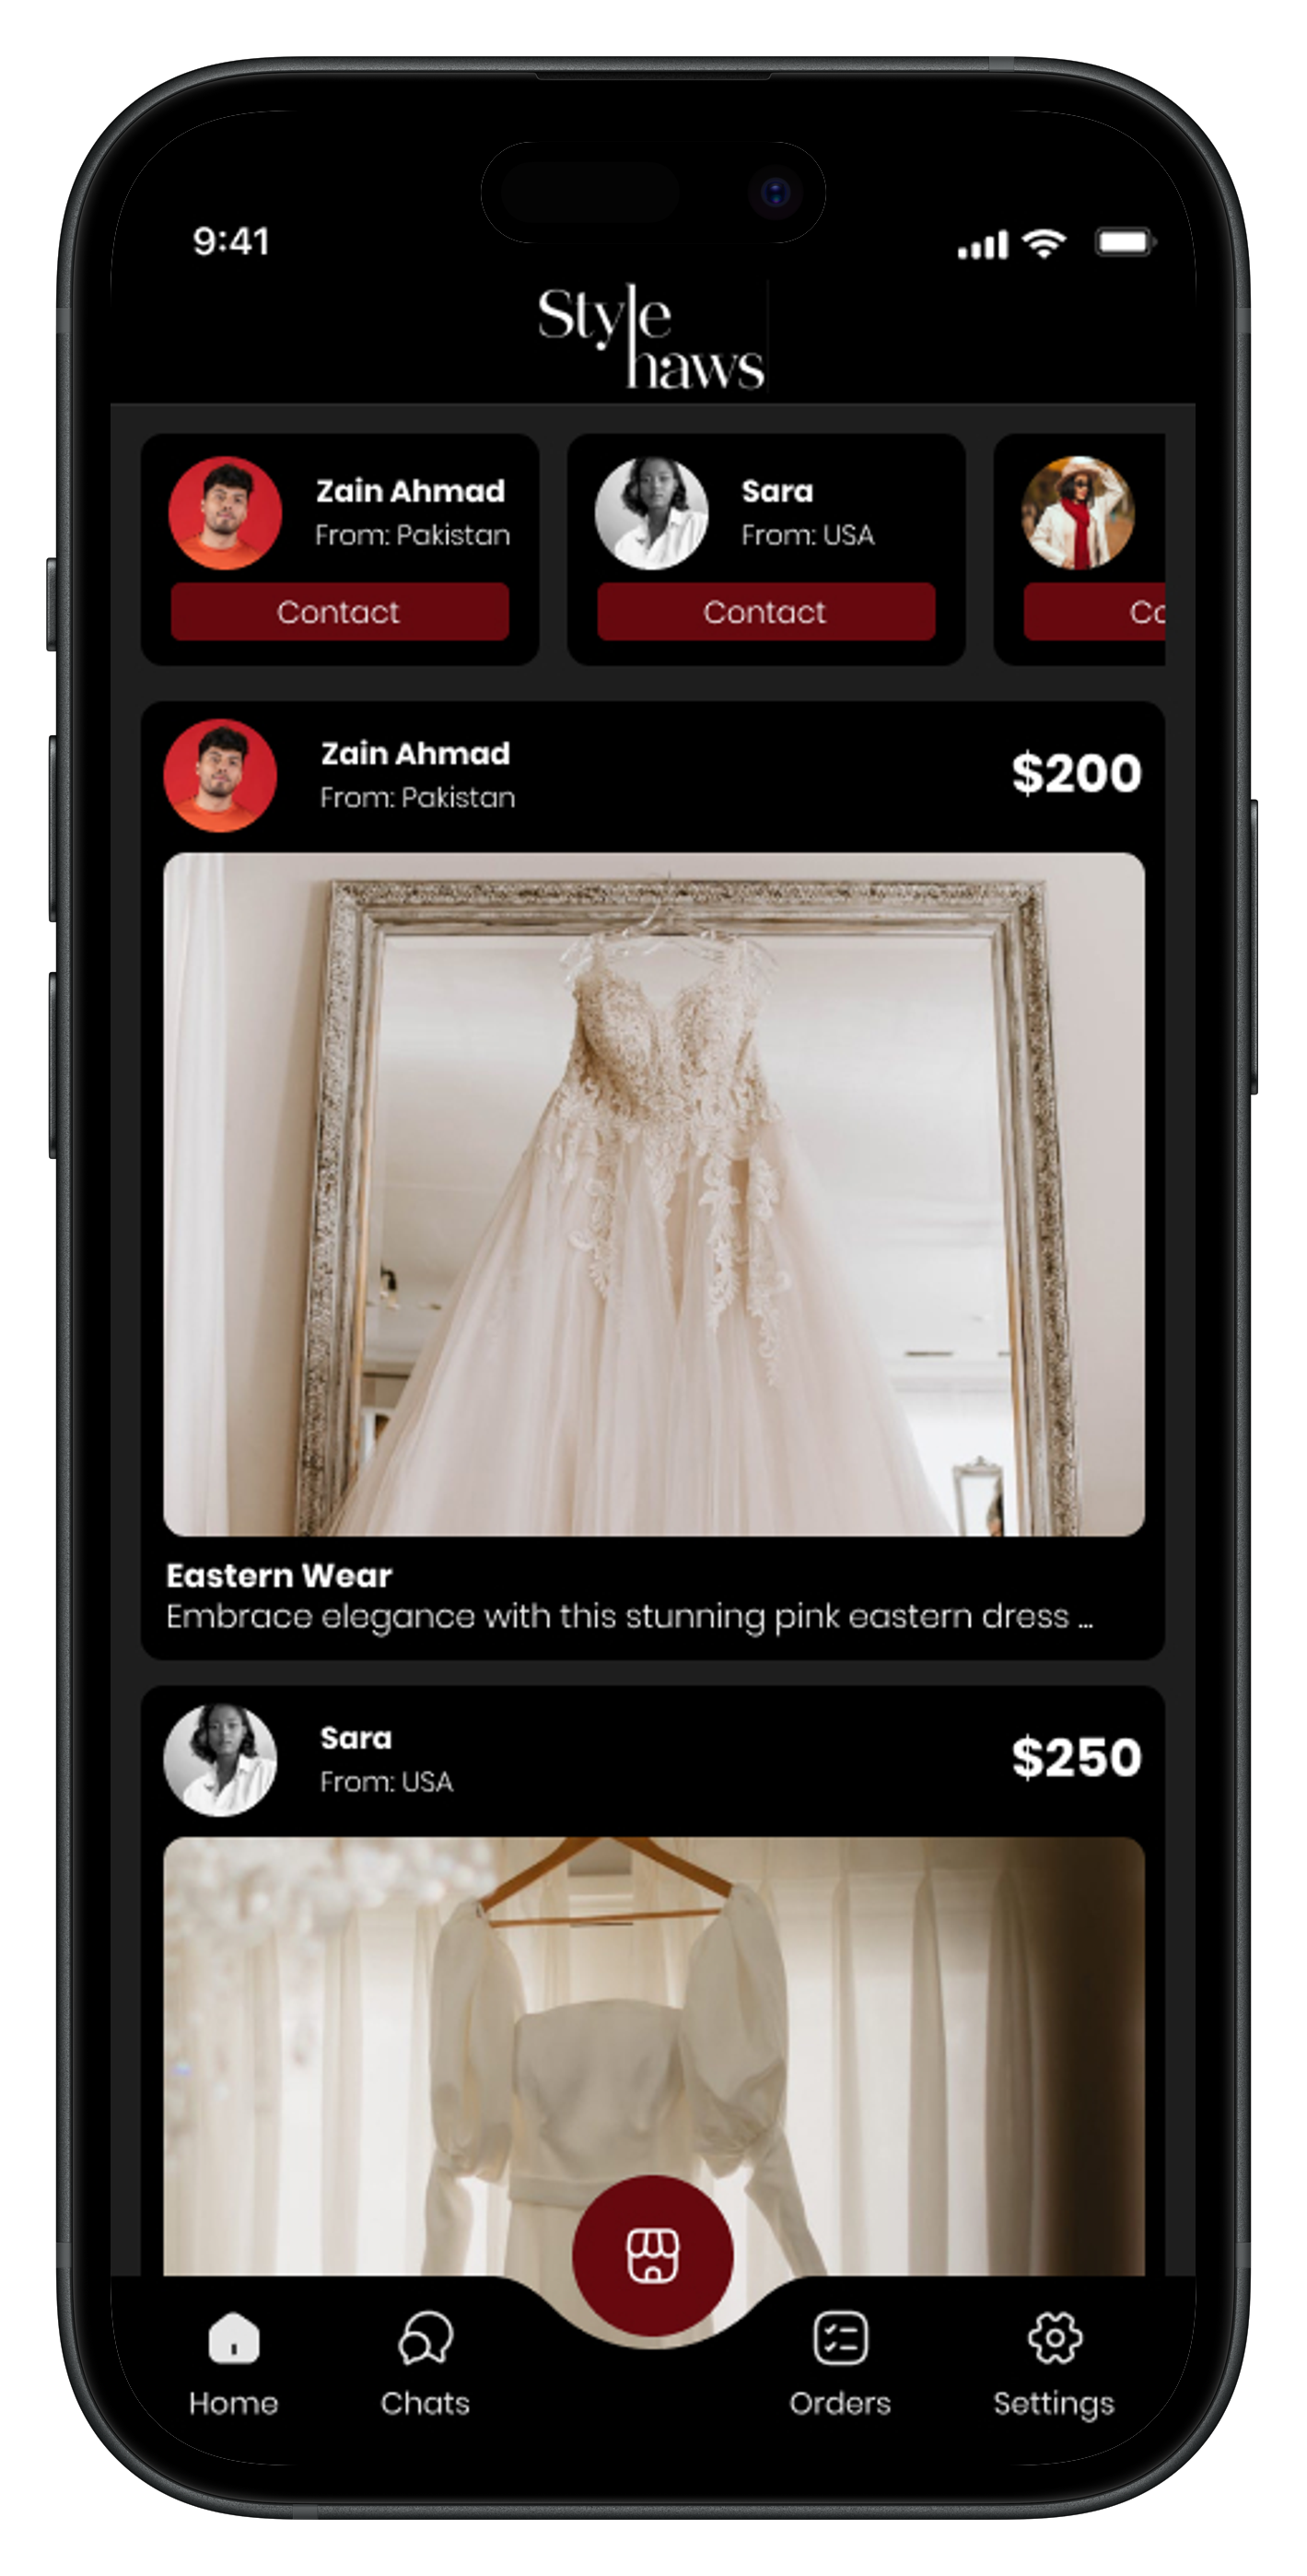 9:41
Style
haws
Zain Ahmad
From: Pakistan
Contact
Sara
From: USA
Contact
Co
Zain Ahmad
From: Pakistan
$200
Eastern Wear
Embrace elegance with this stunning pink eastern dress ...
Sara
From: USA
$250
Home
Chats
Orders
Settings